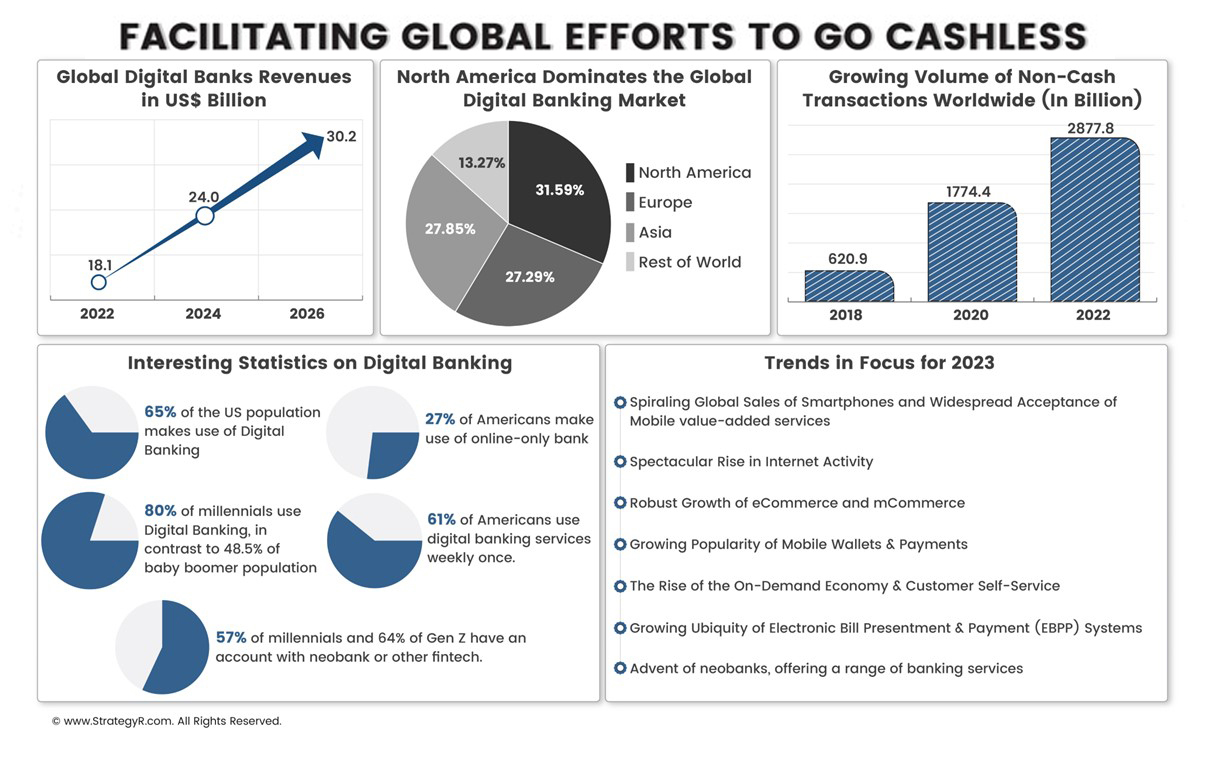 FACILITATING GLOBAL EFFORTS TO GO CASHLESS
Global Digital Banks Revenues
in US$ Billion
30.2
24.0
18.1
2022
2024
2026
North America Dominates the Global
Digital Banking Market
13.27%
31.59%
27.85%
27.29%
North America
Europe
Asia
Rest of World
Growing Volume of Non-Cash
Transactions Worldwide (In Billion)
2877.8
1774.4
620.9
2018
2020
2022
Interesting Statistics on Digital Banking
65% of the US population
makes use of Digital
Banking
27% of Americans make
use of online-only bank
80% of millennials use
Digital Banking, in
contrast to 48.5% of
baby boomer population
61% of Americans use
digital banking services
weekly once.
57% of millennials and 64% of Gen Z have an
account with neobank or other fintech.
Trends in Focus for 2023
Spiraling Global Sales of Smartphones and Widespread Acceptance of
Mobile value-added services
Spectacular Rise in Internet Activity
Robust Growth of eCommerce and mCommerce
Growing Popularity of Mobile Wallets & Payments
The Rise of the On-Demand Economy & Customer Self-Service
Growing Ubiquity of Electronic Bill Presentment & Payment (EBPP) Systems
Advent of neobanks, offering a range of banking services
© www.StrategyR.com. All Rights Reserved.